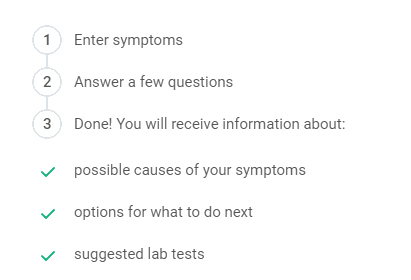 1 Enter symptoms
2 Answer a few questions
3 Done! You will receive information about:
possible causes of your symptoms
options for what to do next
suggested lab tests